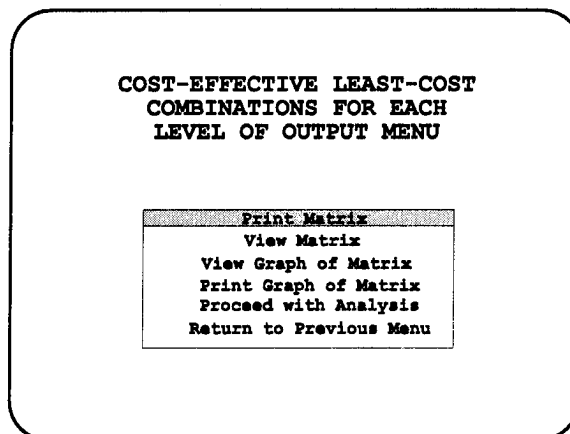 COST-EFFECTIVE LEAST-COST
COMBINATIONS FOR EACH
LEVEL OF OUTPUT MENU
Print Matrix
View Matrix
View Graph of Matrix
Print Graph of Matrix
Proceed with Analysis
Return to Previous Menu